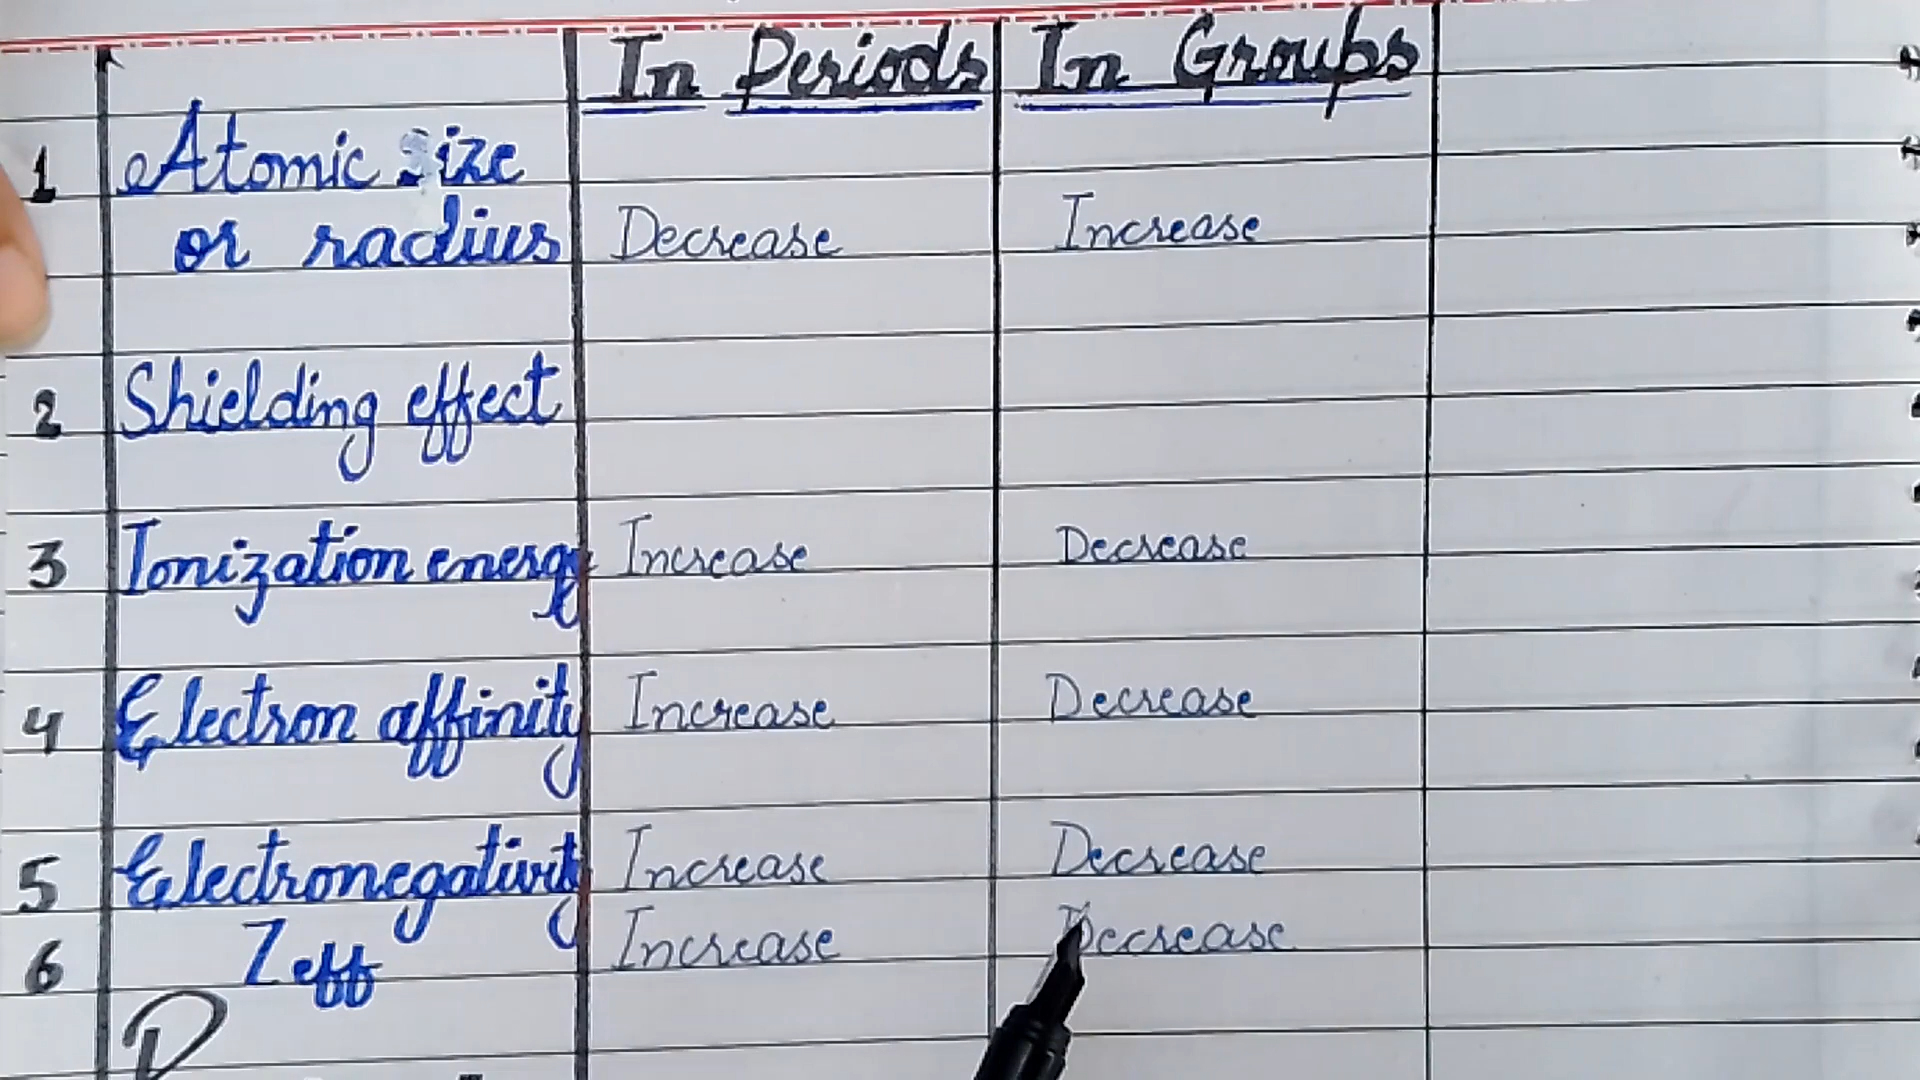 In Periods In Groups
1 Atomic size
or radius Decrease Increase
2 Shielding effect
3 Ionization energy Increase Decrease
4 Electron affinity Increase Decrease
5 Electronegativity Increase Decrease
6 Zeff Increase Decrease